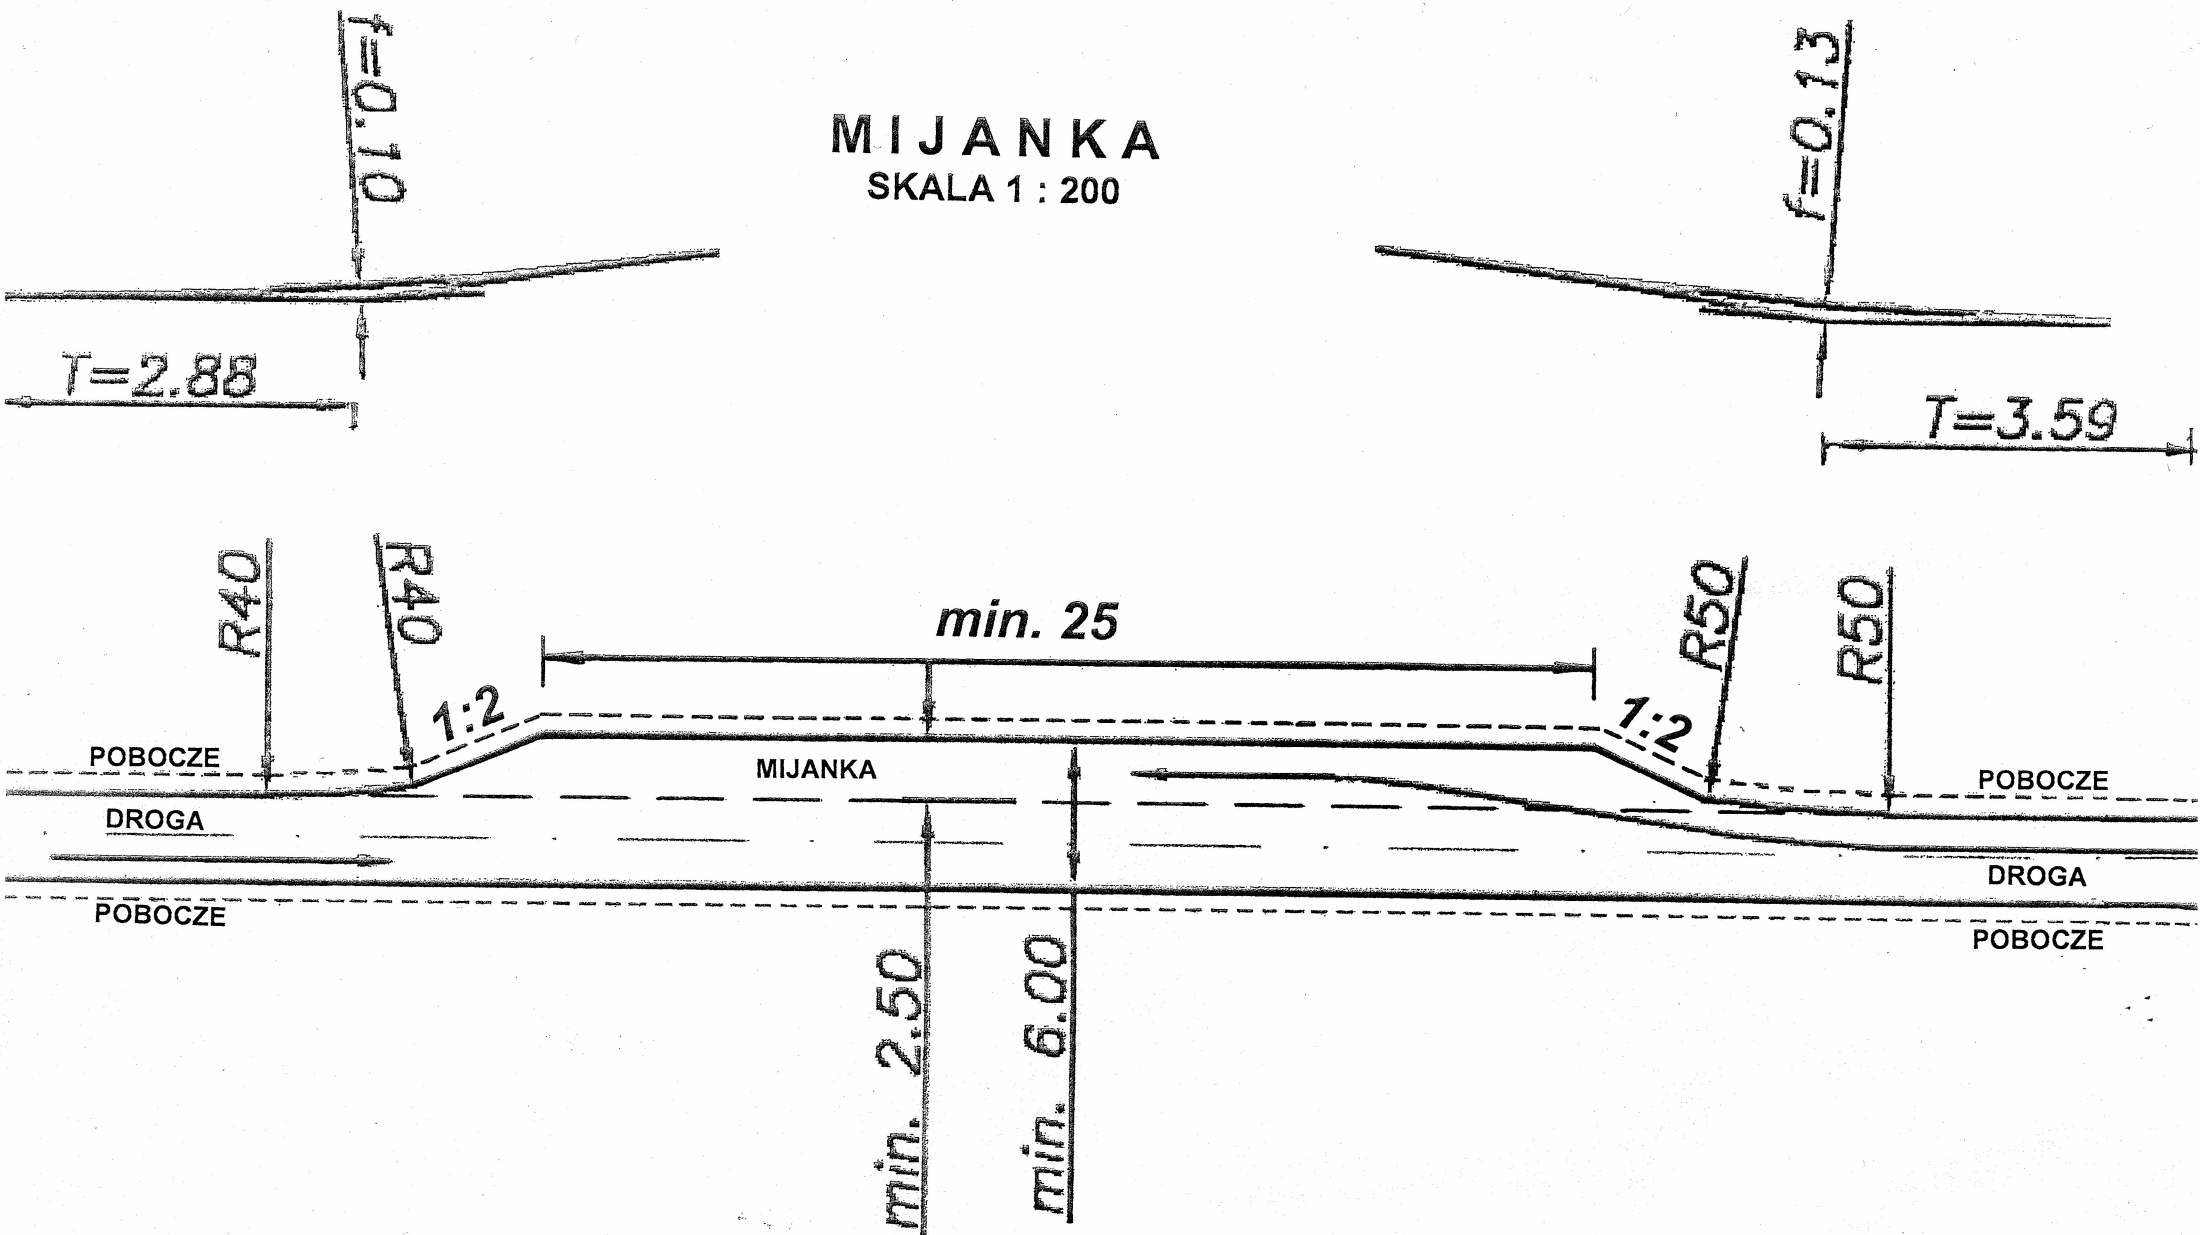 f=0.10
MIJANKA
SKALA 1 : 200
f=0.13
T=2.88
T=3.59
R40
R40
min. 25
R50
R50
1:2
1:2
POBOCZE
MIJANKA
POBOCZE
DROGA
DROGA
POBOCZE
POBOCZE
min. 2.50
min. 6.00